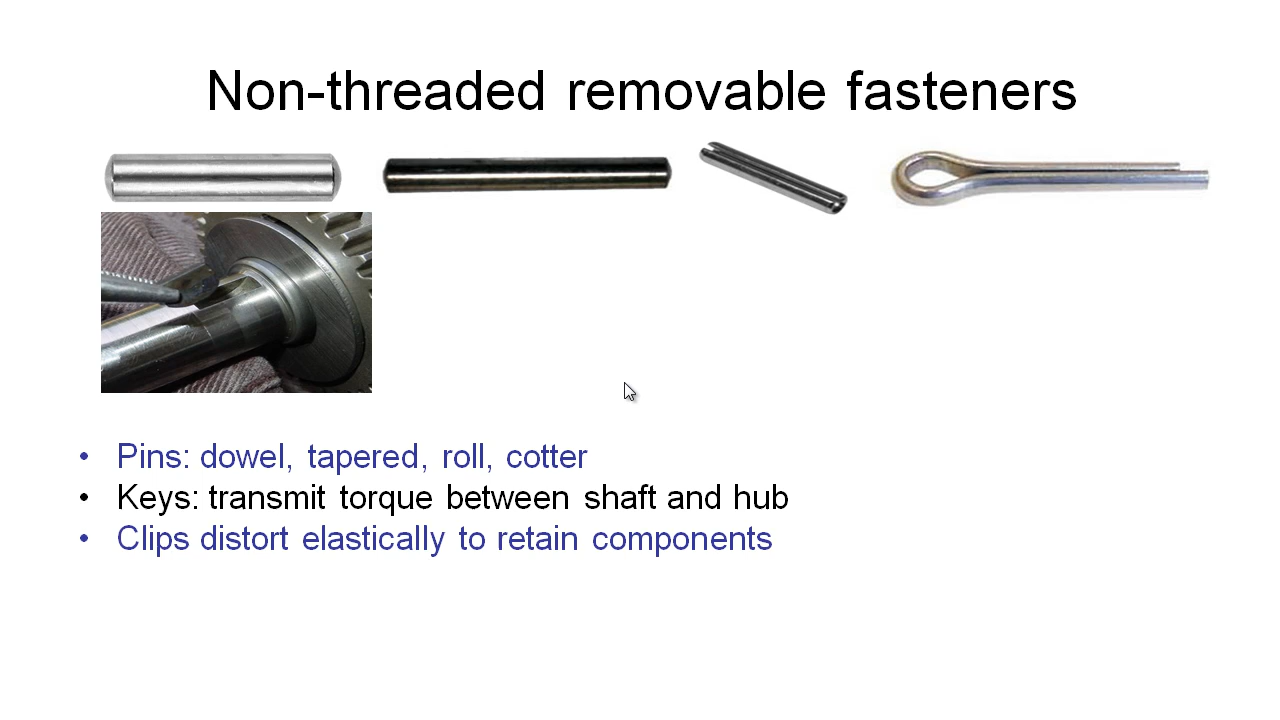 Non-threaded removable fasteners
• Pins: dowel, tapered, roll, cotter
• Keys: transmit torque between shaft and hub
• Clips distort elastically to retain components